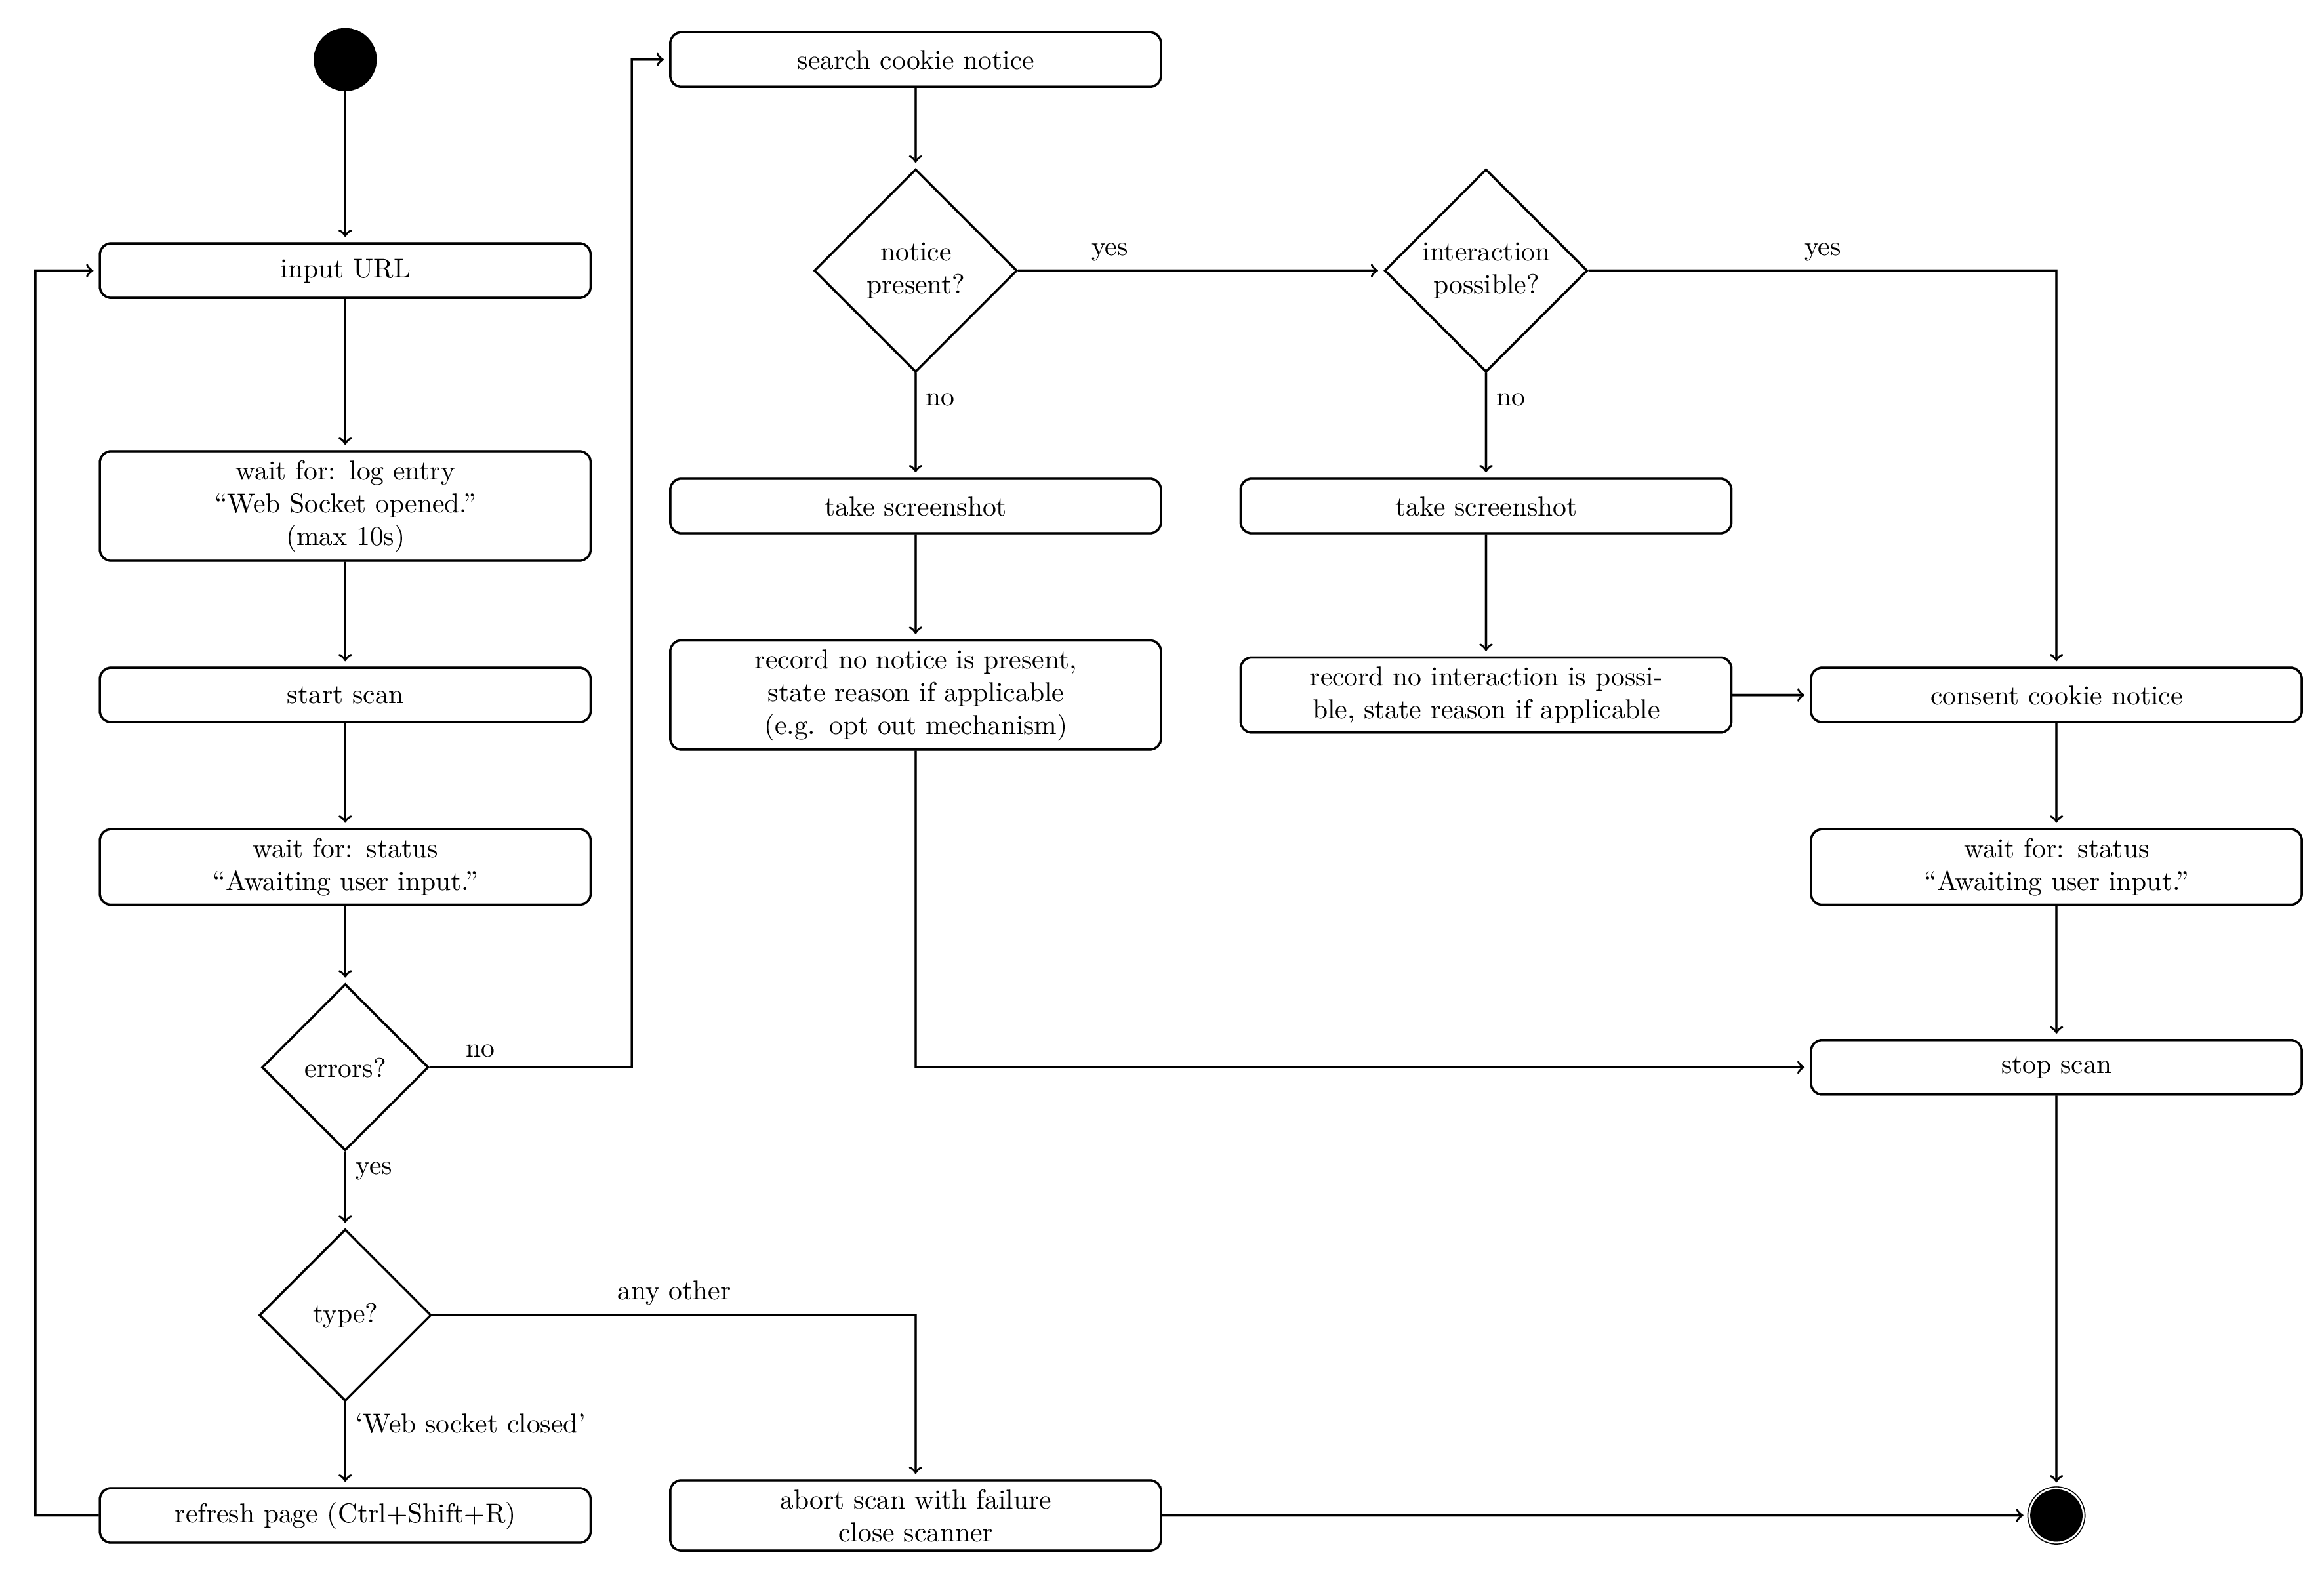 search cookie notice
input URL
notice
present?
yes
interaction
possible?
yes
no
no
wait for: log entry
“Web Socket opened.”
(max 10s)
take screenshot
take screenshot
start scan
record no notice is present,
state reason if applicable
(e.g. opt out mechanism)
record no interaction is possi-
ble, state reason if applicable
consent cookie notice
wait for: status
“Awaiting user input.”
wait for: status
“Awaiting user input.”
errors?
no
stop scan
yes
type?
any other
‘Web socket closed’
refresh page (Ctrl+Shift+R)
abort scan with failure
close scanner